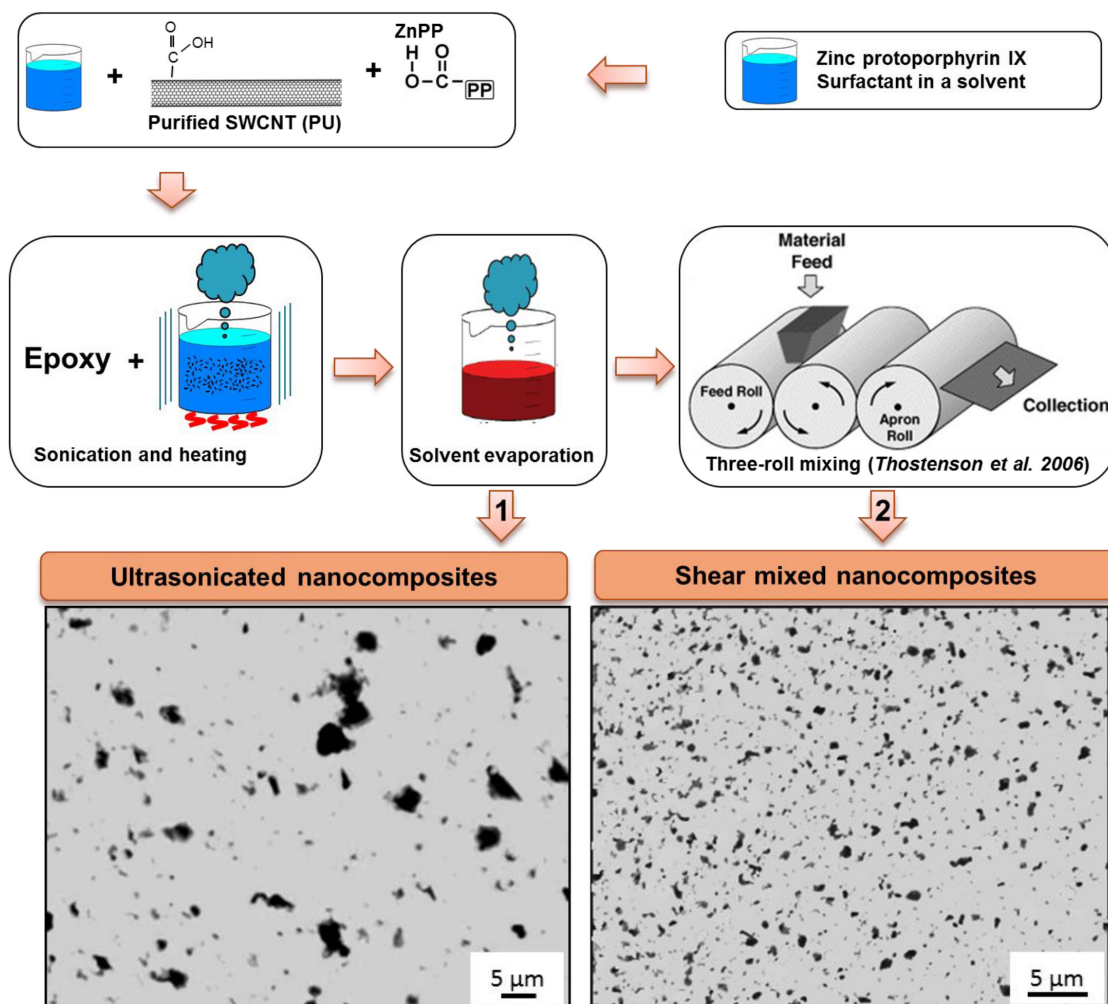 O
OH
C
Purified SWCNT (PU)
+
+
ZnPP
H O
O-C-PP
Zinc protoporphyrin IX
Surfactant in a solvent
Epoxy +
Sonication and heating
Solvent evaporation
Material
Feed
Feed Roll
Apron
Roll
Collection
Three-roll mixing (Thostenson et al. 2006)
1
2
Ultrasonicated nanocomposites
Shear mixed nanocomposites
5 μm
5 μm